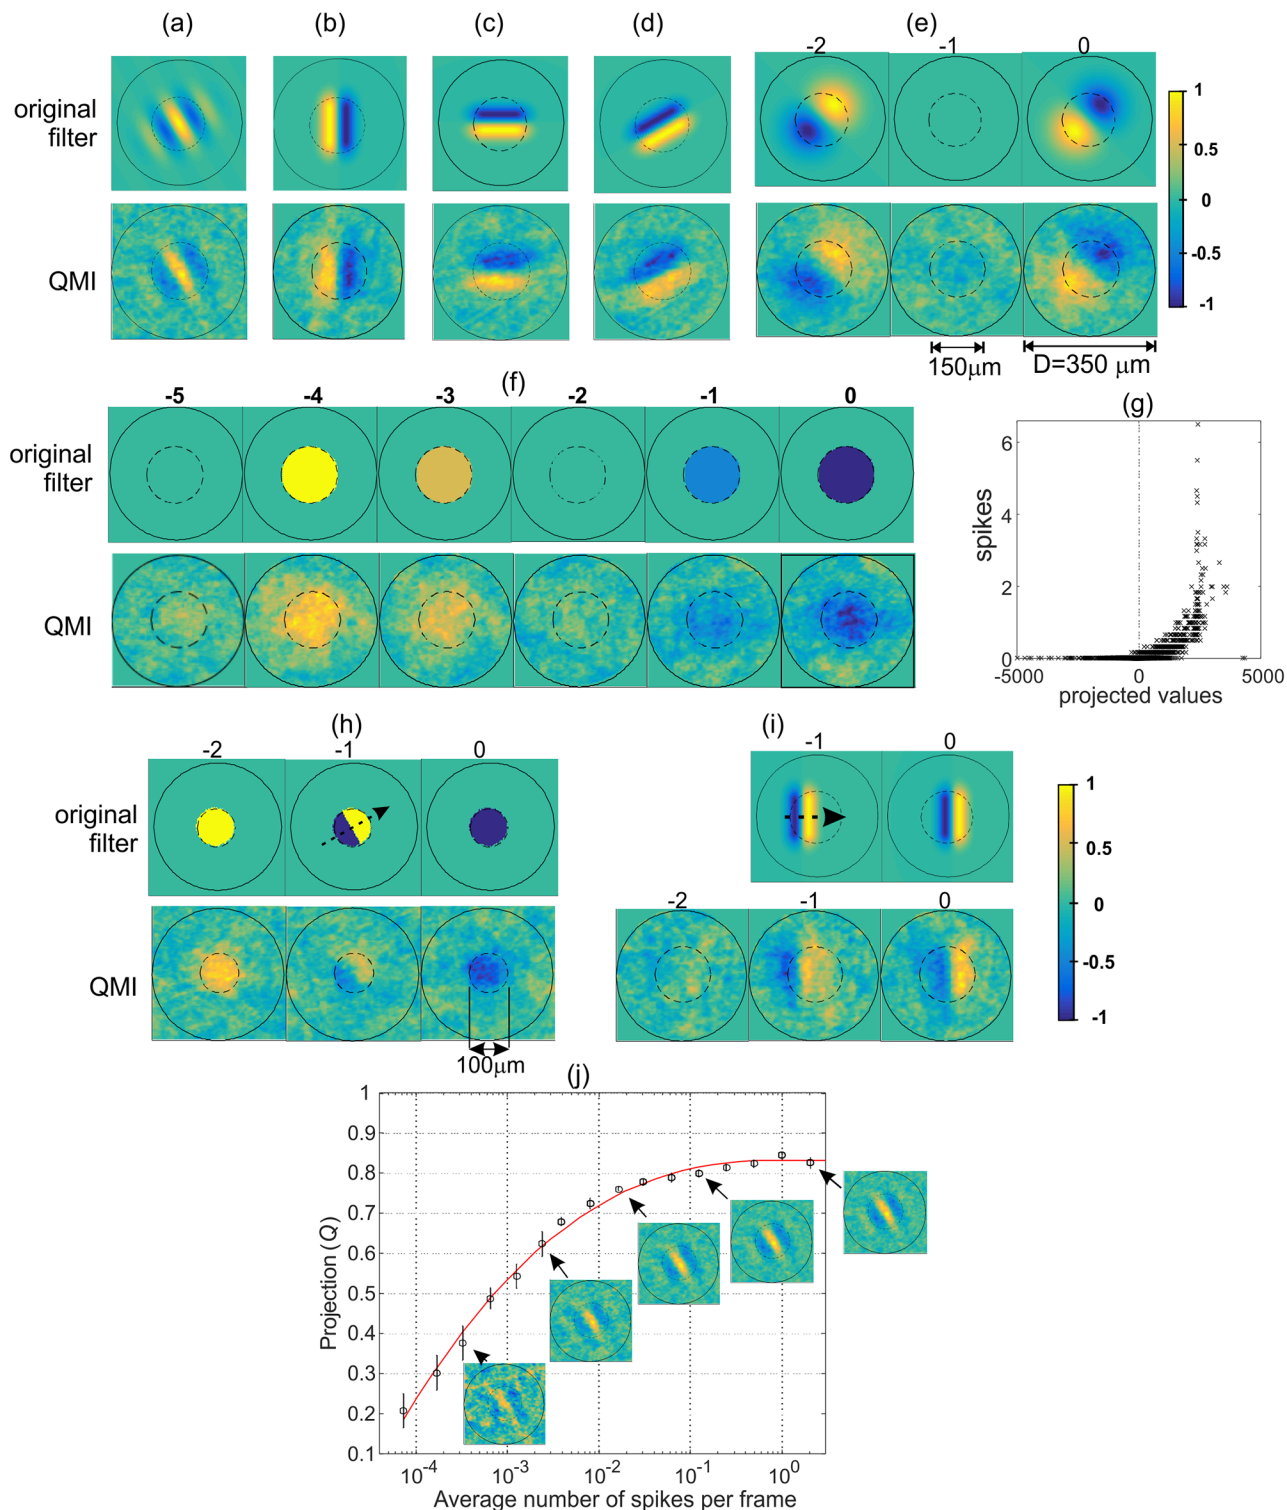 (a) (b) (c) (d) (e)
-2 -1 0
original
filter
1
0.5
0
-0.5
-1
QMI
150μm D=350 μm
(f)
-5 -4 -3 -2 -1 0
original
filter
QMI
(g)
6
4
2
0
spikes
-5000 0 5000
projected values
(h)
-2 -1 0
original
filter
QMI
100μm
(i)
-1 0
-2 -1 0
1
0.5
0
-0.5
-1
(j)
1
0.9
0.8
0.7
0.6
0.5
0.4
0.3
0.2
0.1
Projection (Q)
10⁻⁴ 10⁻³ 10⁻² 10⁻¹ 10⁰
Average number of spikes per frame